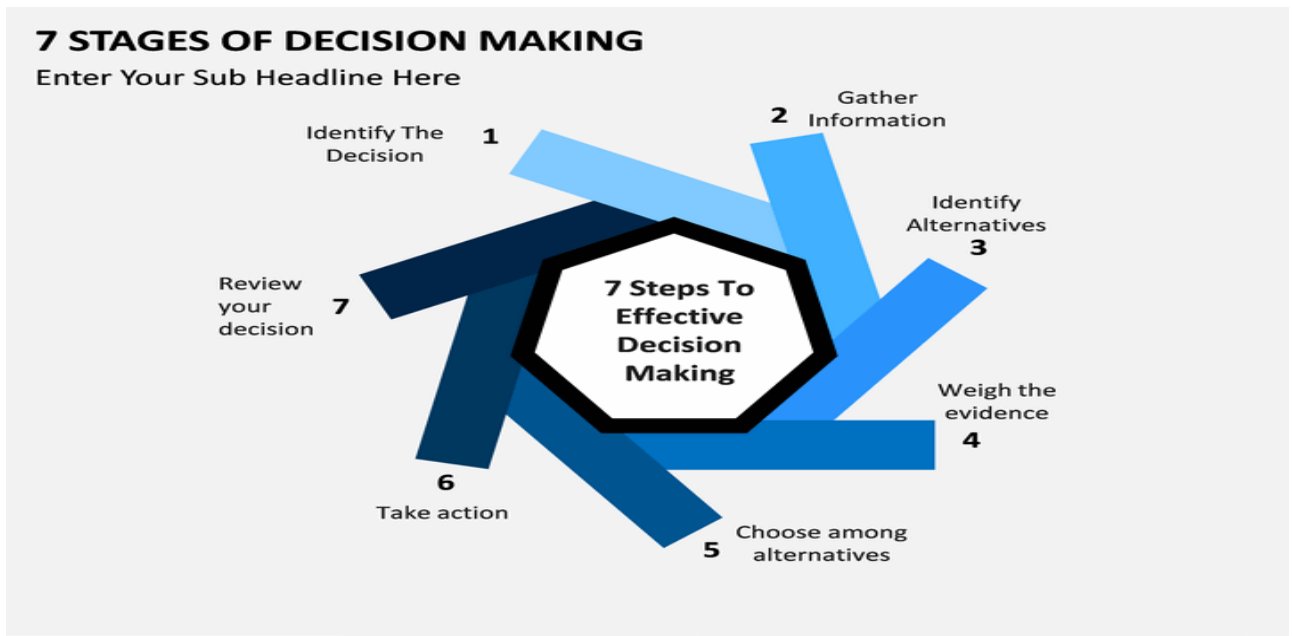 7 STAGES OF DECISION MAKING
Enter Your Sub Headline Here
1
Identify The
Decision
2
Gather
Information
Identify
Alternatives
3
Weigh the
evidence
4
5
Choose among
alternatives
6
Take action
Review
your
decision
7
7 Steps To
Effective
Decision
Making